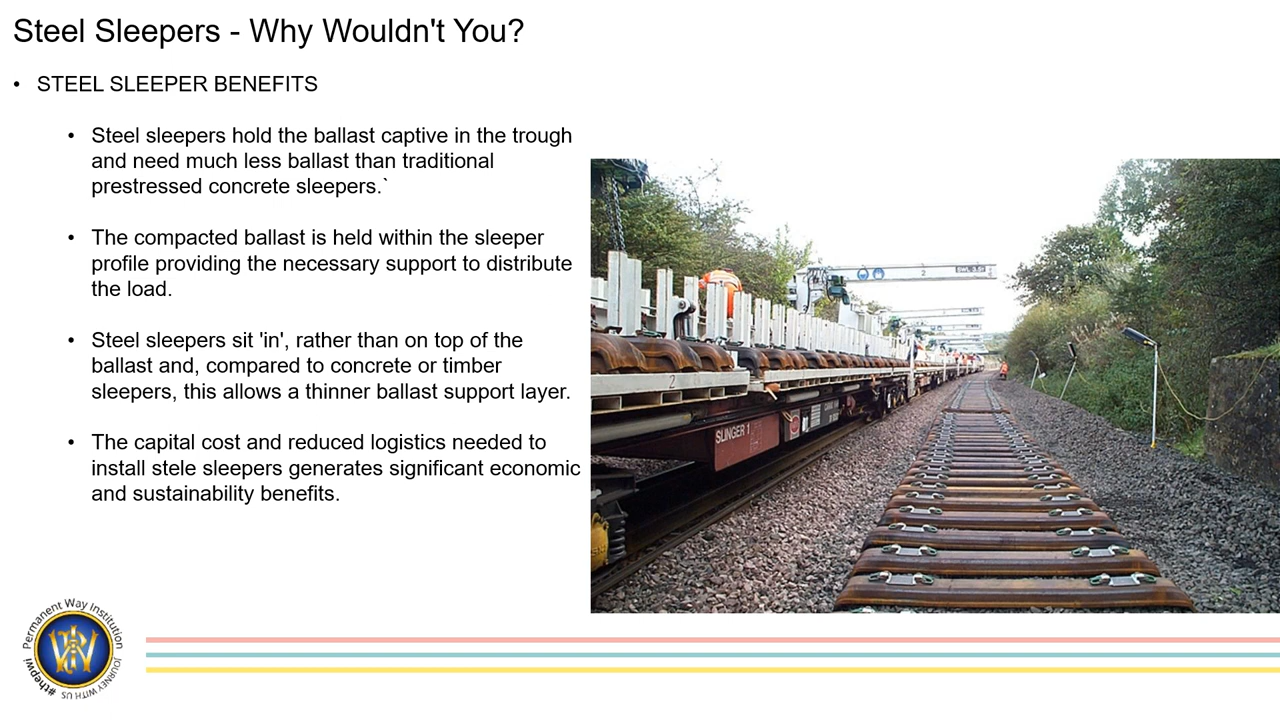 Steel Sleepers - Why Wouldn't You?
• STEEL SLEEPER BENEFITS
• Steel sleepers hold the ballast captive in the trough
and need much less ballast than traditional
prestressed concrete sleepers.`
• The compacted ballast is held within the sleeper
profile providing the necessary support to distribute
the load.
• Steel sleepers sit 'in', rather than on top of the
ballast and, compared to concrete or timber
sleepers, this allows a thinner ballast support layer.
• The capital cost and reduced logistics needed to
install stele sleepers generates significant economic
and sustainability benefits.
2
2
SLINGER 1
Permanent Way Institution
#thepwi
JOURNEY WITH US